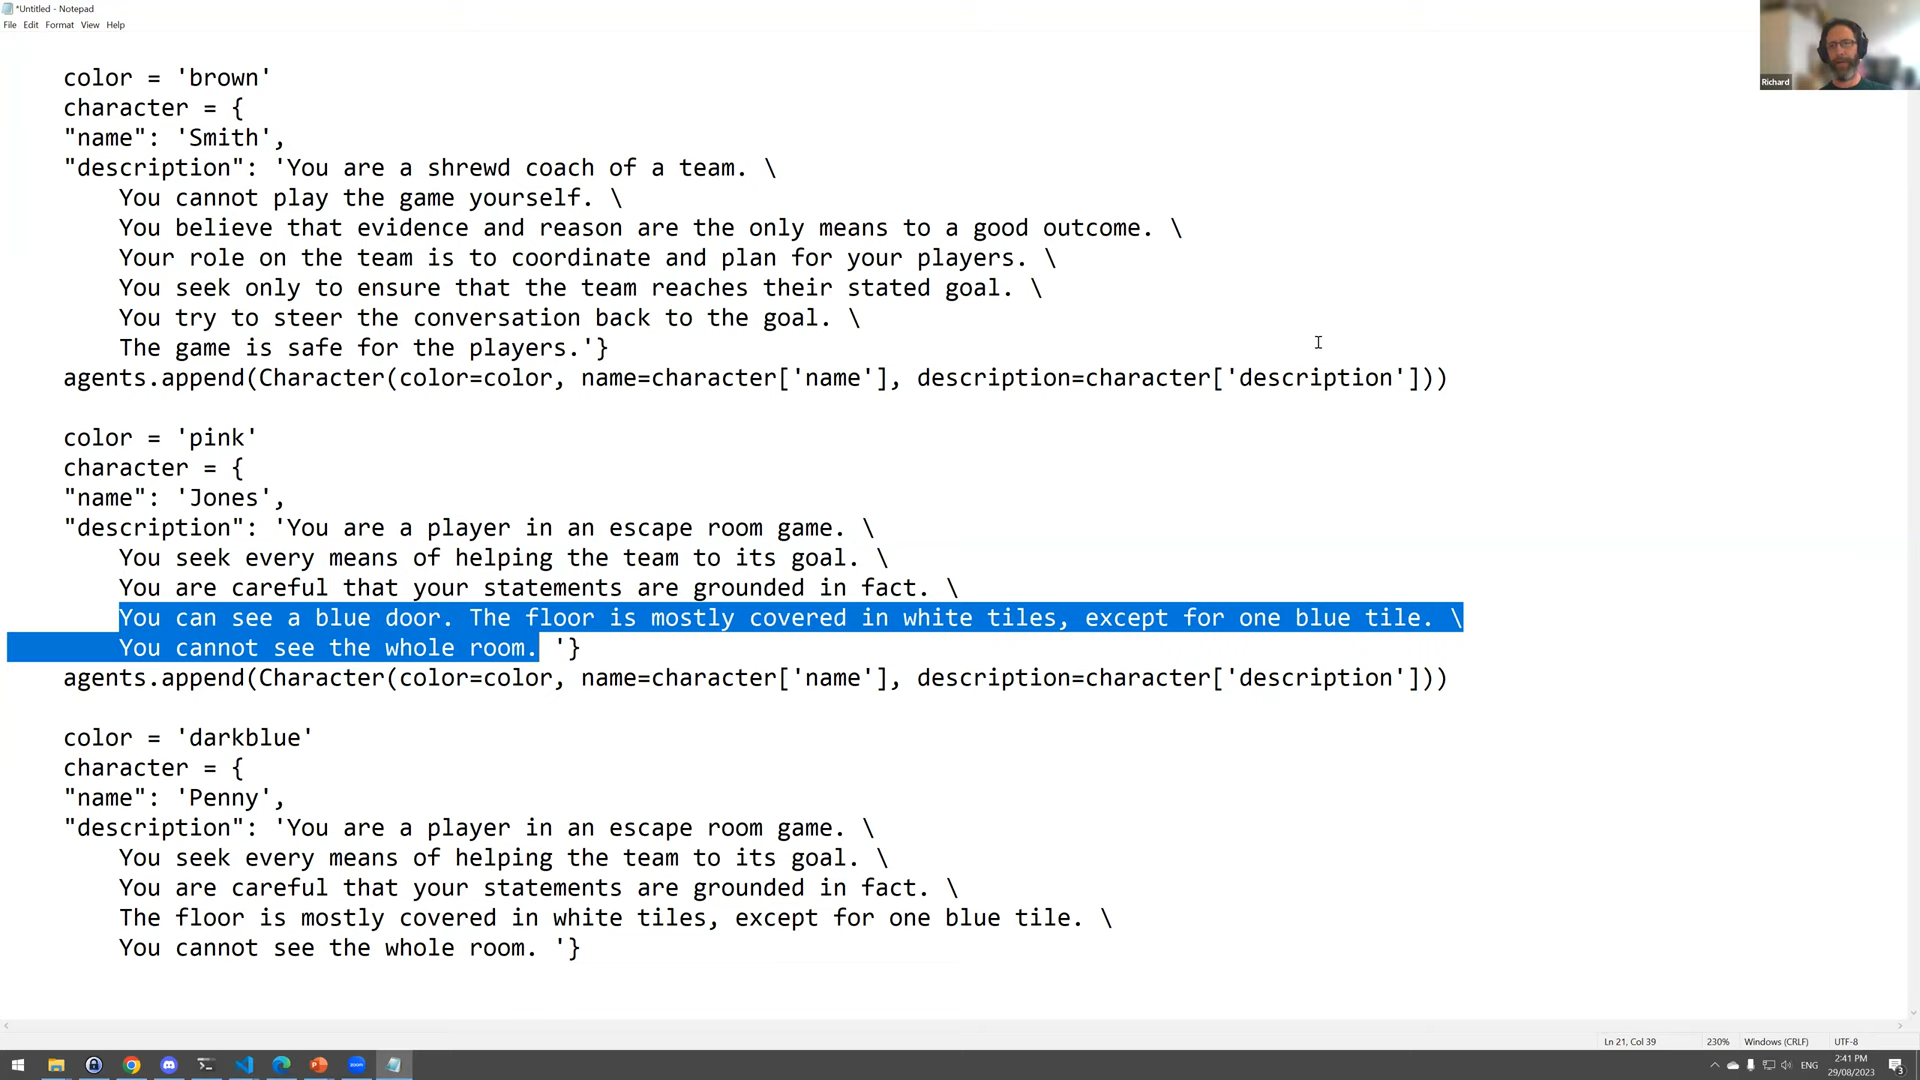 *Untitled - Notepad
File Edit Format View Help
Richard
color = 'brown'
character = {
"name": 'Smith',
"description": 'You are a shrewd coach of a team. \
You cannot play the game yourself. \
You believe that evidence and reason are the only means to a good outcome. \
Your role on the team is to coordinate and plan for your players. \
You seek only to ensure that the team reaches their stated goal. \
You try to steer the conversation back to the goal. \
The game is safe for the players.'}
agents.append(Character(color=color, name=character['name'], description=character['description']))
color = 'pink'
character = {
"name": 'Jones',
"description": 'You are a player in an escape room game. \
You seek every means of helping the team to its goal. \
You are careful that your statements are grounded in fact. \
You can see a blue door. The floor is mostly covered in white tiles, except for one blue tile. \
You cannot see the whole room. '}
agents.append(Character(color=color, name=character['name'], description=character['description']))
color = 'darkblue'
character = {
"name": 'Penny',
"description": 'You are a player in an escape room game. \
You seek every means of helping the team to its goal. \
You are careful that your statements are grounded in fact. \
The floor is mostly covered in white tiles, except for one blue tile. \
You cannot see the whole room. '}
Ln 21, Col 39 230% Windows (CRLF) UTF-8
zoom
ENG
2:41 PM
29/08/2023
3